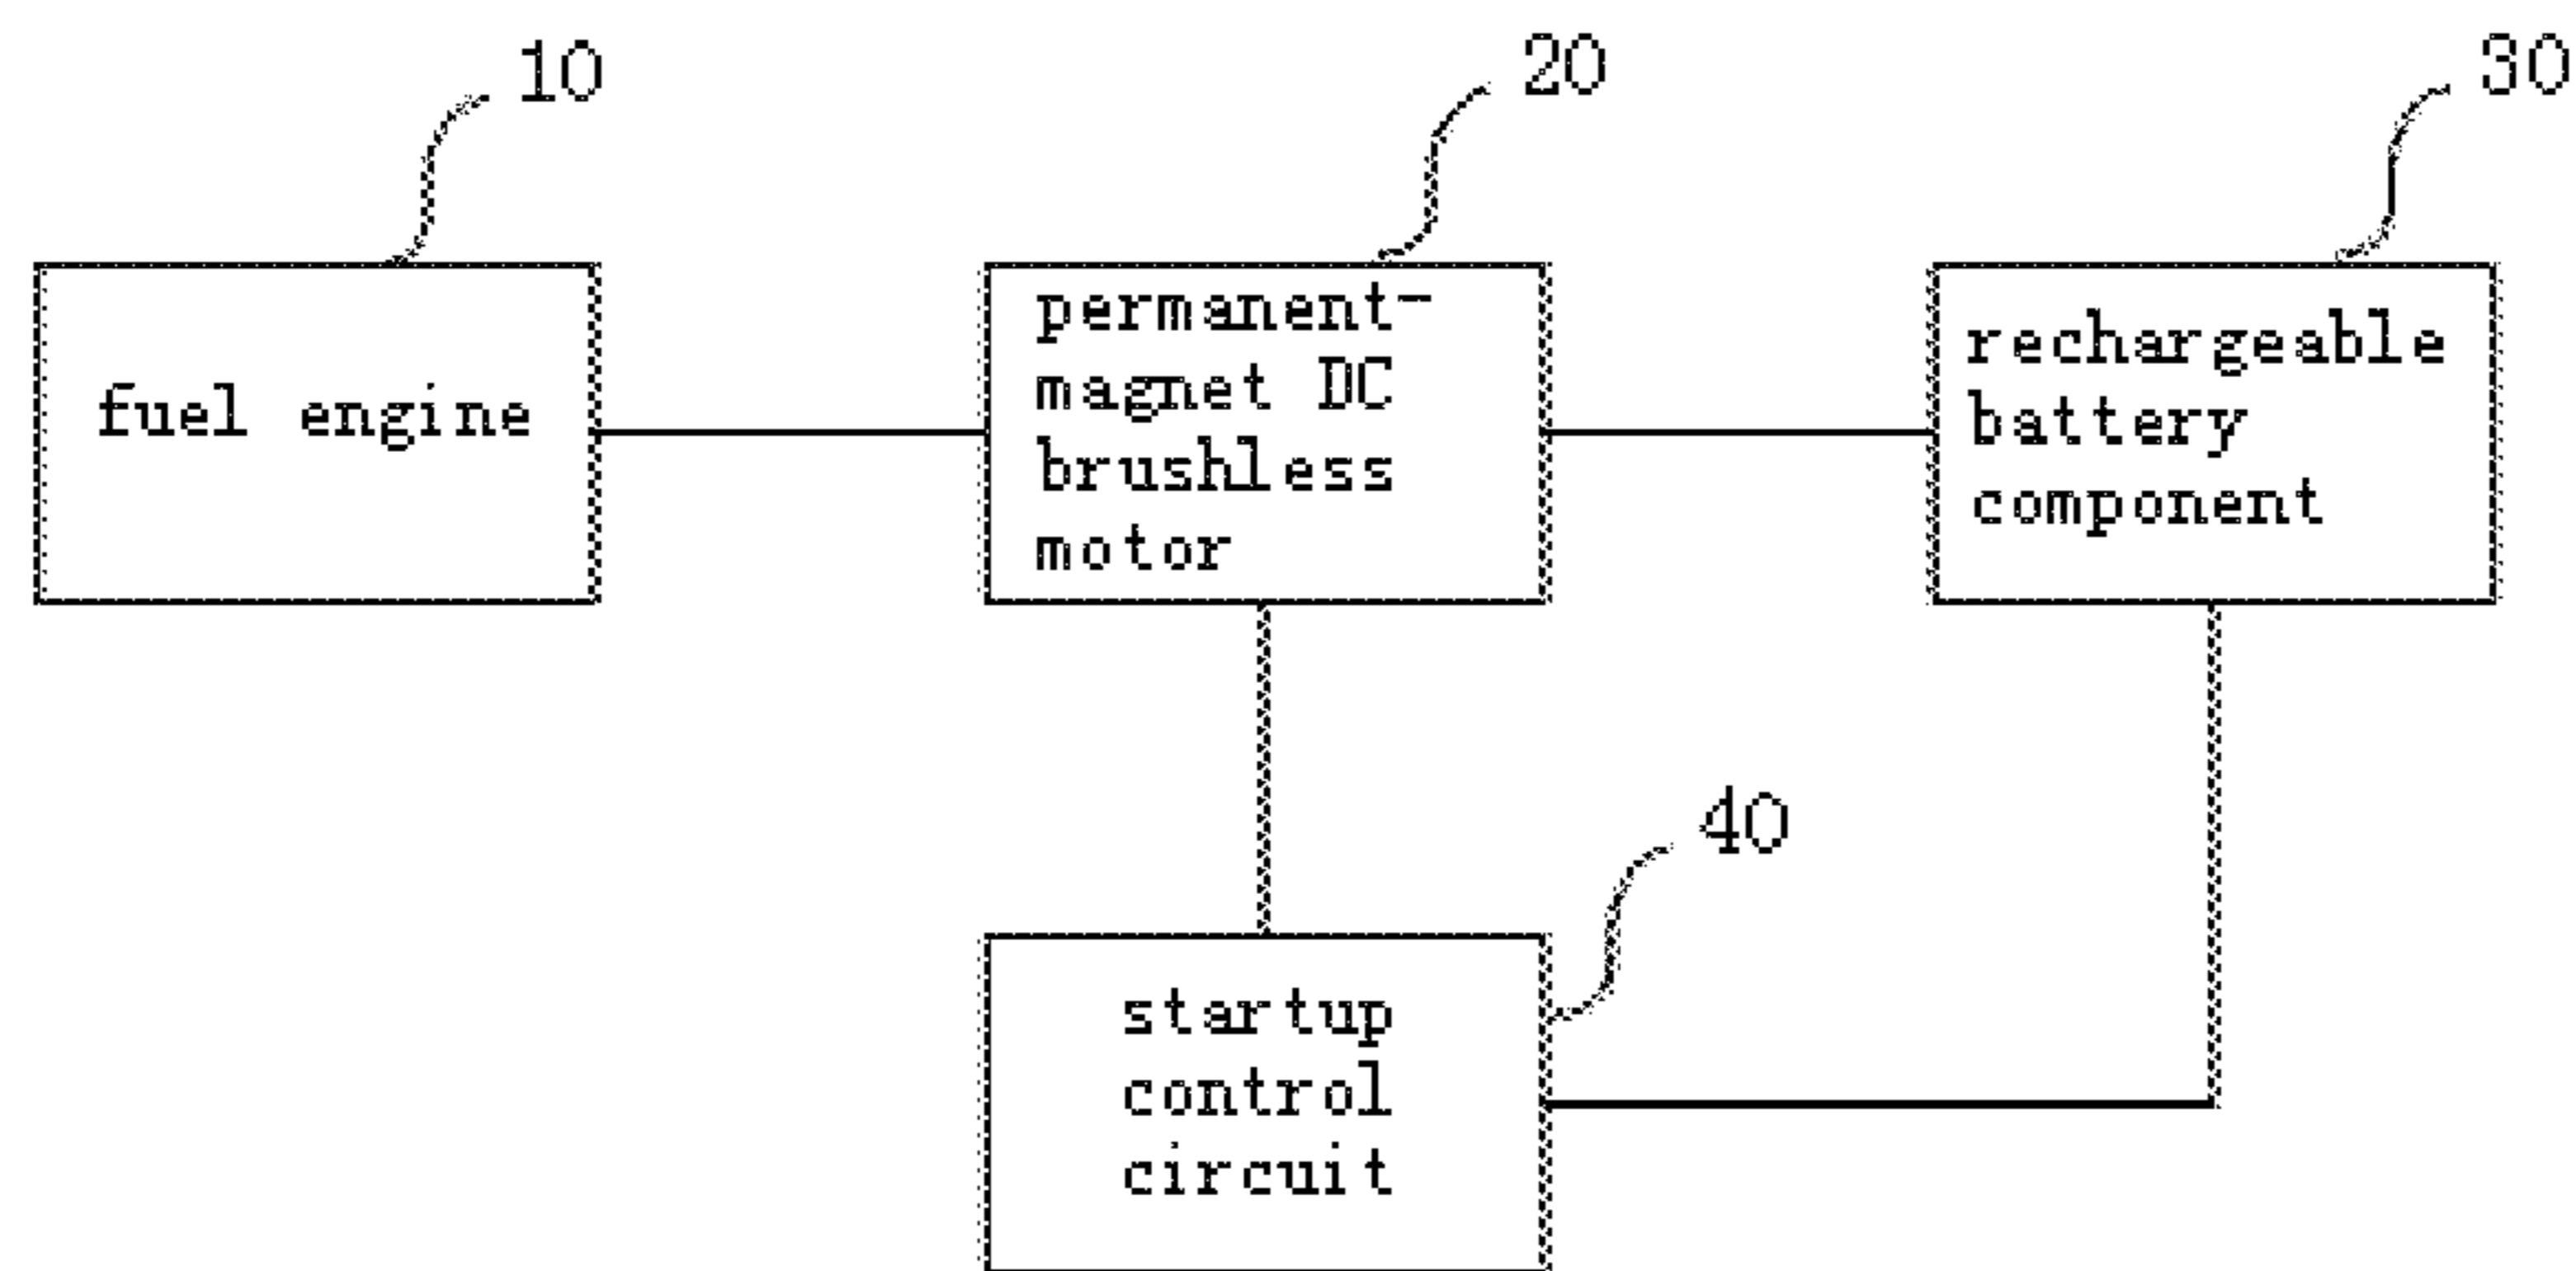 10
20
30
fuel engine
permanent-
magnet DC
brushless
motor
rechargeable
battery
component
40
startup
control
circuit